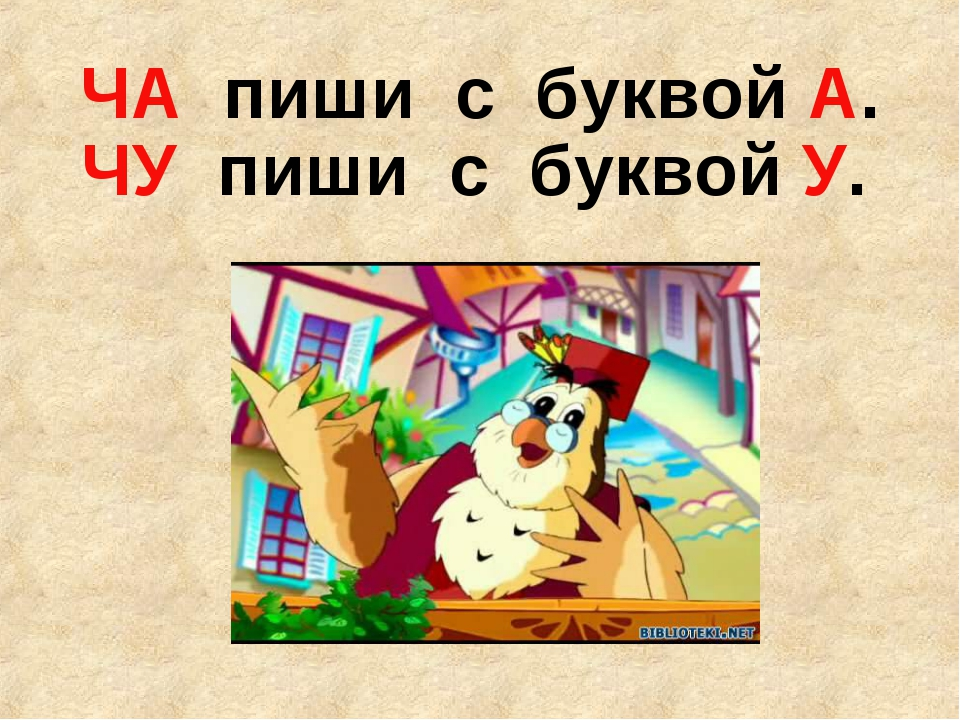 ЧА пиши с буквой А.
ЧУ пиши с буквой У.
BIBLIOTEKI.NET